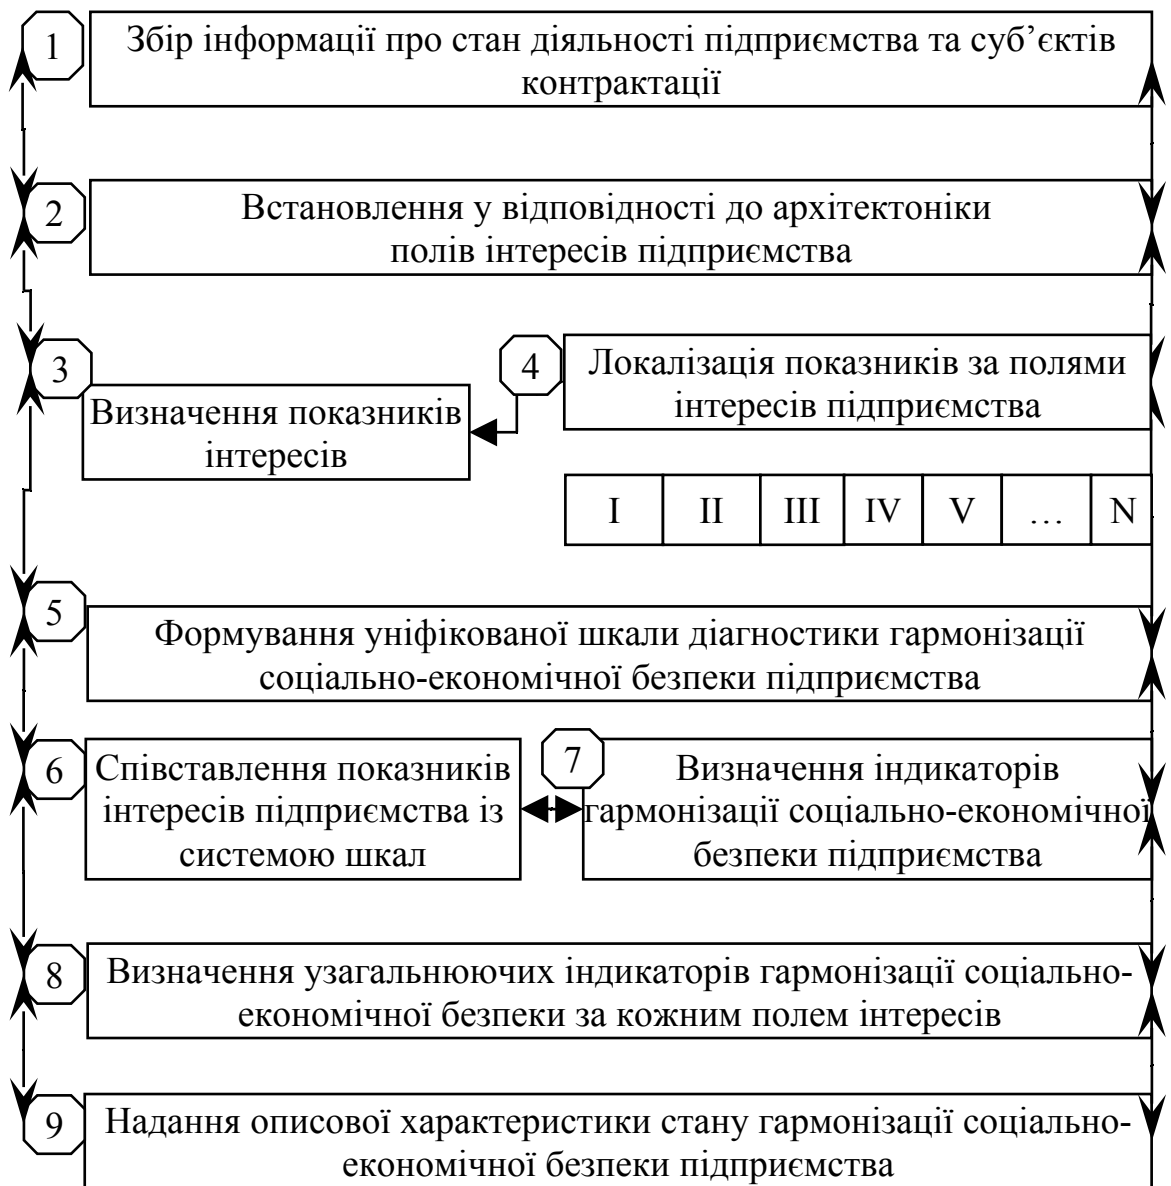 1
Збір інформації про стан діяльності підприємства та суб’єктів
контрактації
2
Встановлення у відповідності до архітектоніки
полів інтересів підприємства
3
Визначення показників
інтересів
4
Локалізація показників за полями
інтересів підприємства
I II III IV V … N
5
Формування уніфікованої шкали діагностики гармонізації
соціально-економічної безпеки підприємства
6
Співставлення показників
інтересів підприємства із
системою шкал
7
Визначення індикаторів
гармонізації соціально-економічної
безпеки підприємства
8
Визначення узагальнюючих індикаторів гармонізації соціально-
економічної безпеки за кожним полем інтересів
9
Надання описової характеристики стану гармонізації соціально-
економічної безпеки підприємства